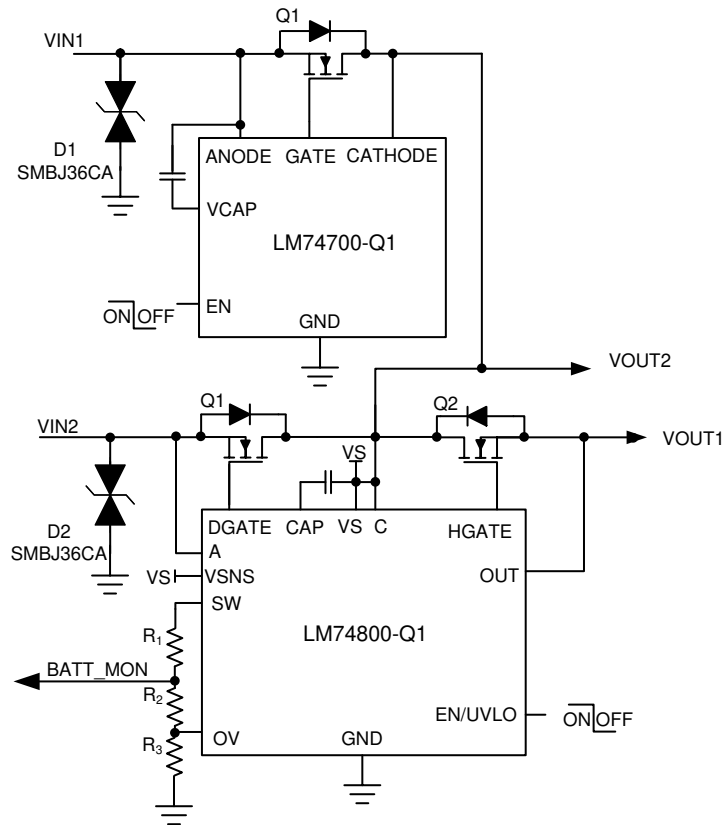 Q1
VIN1
D1
SMBJ36CA
ANODE GATE CATHODE
VCAP
LM74700-Q1
EN
ON OFF
GND
VOUT2
Q1
Q2
VIN2
VOUT1
VS
D2
SMBJ36CA
DGATE CAP VS C HGATE
A
VS VSNS
OUT
SW
R1
LM74800-Q1
BATT_MON
R2
EN/UVLO ON OFF
R3
OV
GND